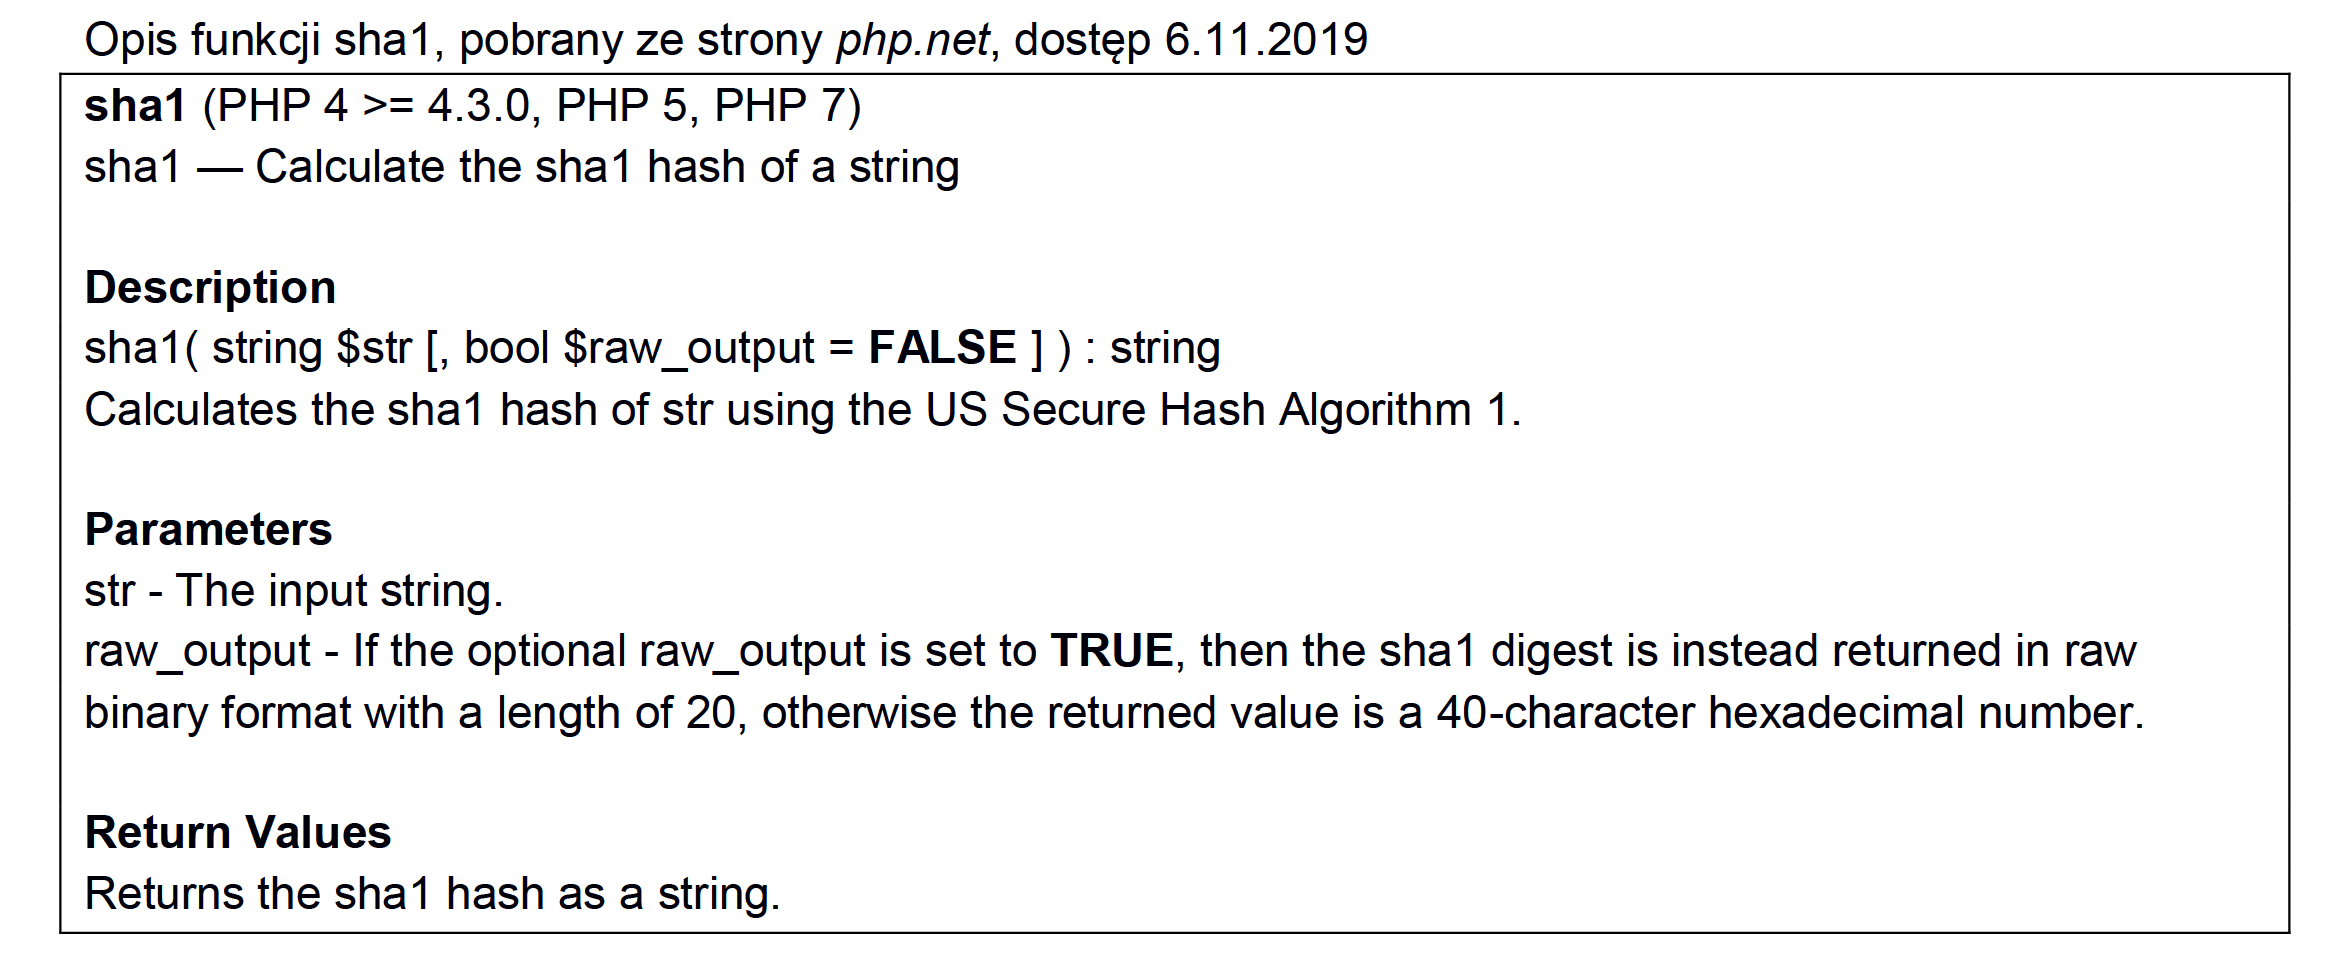 Opis funkcji sha1, pobrany ze strony php.net, dostęp 6.11.2019
sha1 (PHP 4 >= 4.3.0, PHP 5, PHP 7)
sha1 — Calculate the sha1 hash of a string
Description
sha1( string $str [, bool $raw_output = FALSE ] ) : string
Calculates the sha1 hash of str using the US Secure Hash Algorithm 1.
Parameters
str - The input string.
raw_output - If the optional raw_output is set to TRUE, then the sha1 digest is instead returned in raw
binary format with a length of 20, otherwise the returned value is a 40-character hexadecimal number.
Return Values
Returns the sha1 hash as a string.